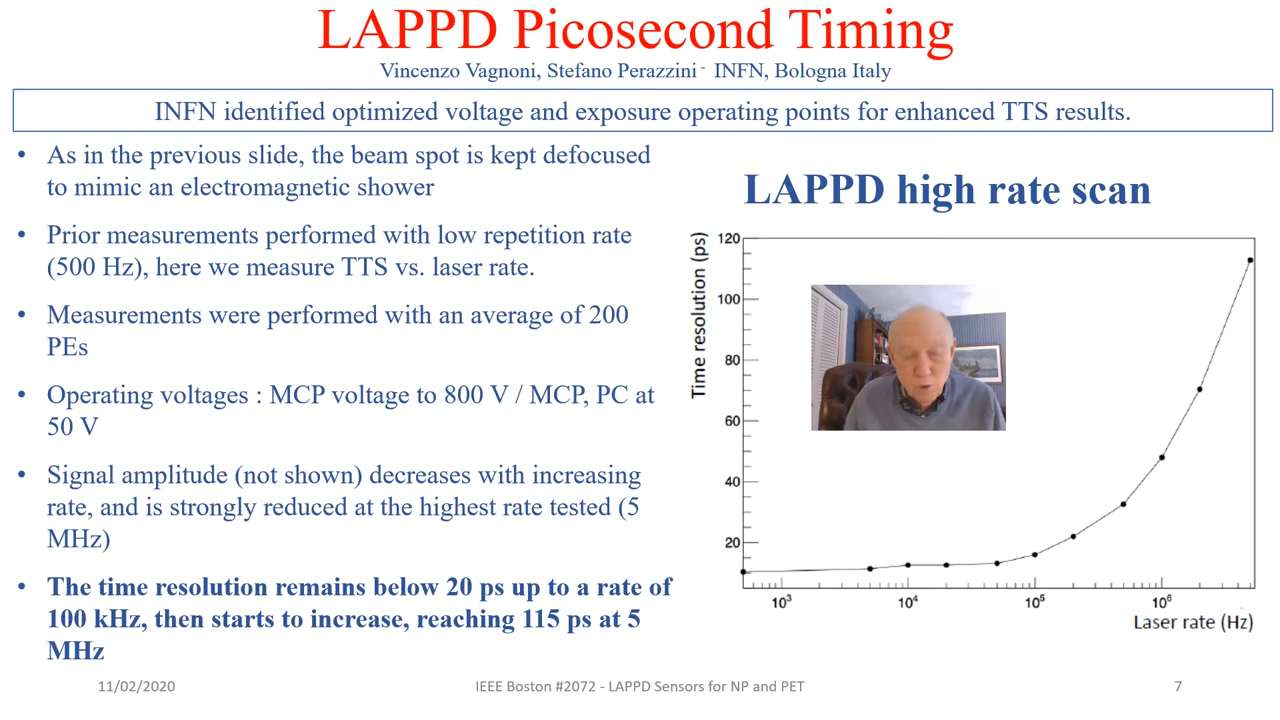 LAPPD Picosecond Timing
Vincenzo Vagnoni, Stefano Perazzini - INFN, Bologna Italy
INFN identified optimized voltage and exposure operating points for enhanced TTS results.
• As in the previous slide, the beam spot is kept defocused
to mimic an electromagnetic shower
• Prior measurements performed with low repetition rate
(500 Hz), here we measure TTS vs. laser rate.
• Measurements were performed with an average of 200
PEs
• Operating voltages : MCP voltage to 800 V / MCP, PC at
50 V
• Signal amplitude (not shown) decreases with increasing
rate, and is strongly reduced at the highest rate tested (5
MHz)
• The time resolution remains below 20 ps up to a rate of
100 kHz, then starts to increase, reaching 115 ps at 5
MHz
LAPPD high rate scan
Time resolution (ps)
120
100
80
60
40
20
10³ 10⁴ 10⁵ 10⁶
Laser rate (Hz)
11/02/2020
IEEE Boston #2072 - LAPPD Sensors for NP and PET
7